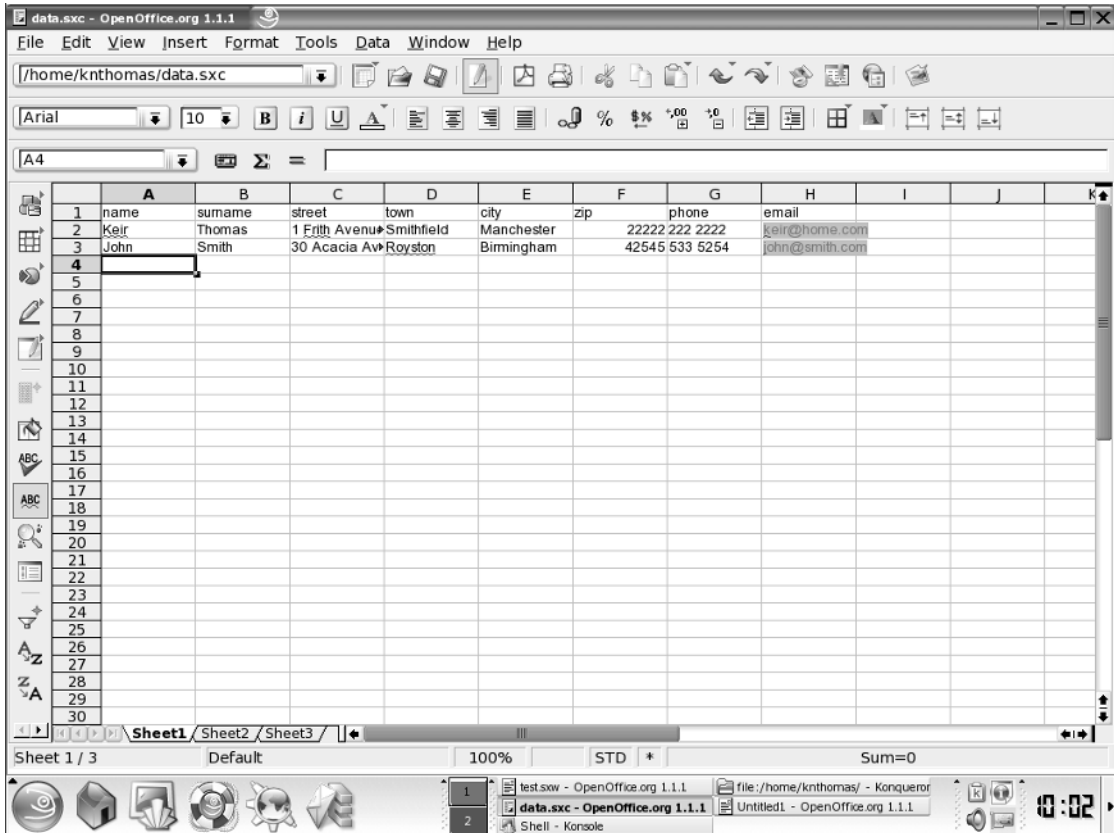 data.sxc - OpenOffice.org 1.1.1
File Edit View Insert Format Tools Data Window Help
/home/knthomas/data.sxc
Arial 10 B i U A % $% +,00 +,0 A
A4 Σ =
A B C D E F G H I J K
1 name surname street town city zip phone email
2 Keir Thomas 1 Frith Avenu Smithfield Manchester 22222 222 2222 keir@home.com
3 John Smith 30 Acacia Av Royston Birmingham 42545 533 5254 john@smith.com
4
5
6
7
8
9
10
11
12
13
14
15
16
17
18
19
20
21
22
23
24
25
26
27
28
29
30
ABC
ABC
A Z
Z A
Sheet1 Sheet2 Sheet3
Sheet 1 / 3 Default 100% STD * Sum=0
1 test.sxw - OpenOffice.org 1.1.1 file:/home/knthomas/ - Konqueror
2 data.sxc - OpenOffice.org 1.1.1 Untitled1 - OpenOffice.org 1.1.1
Shell - Konsole
10:02